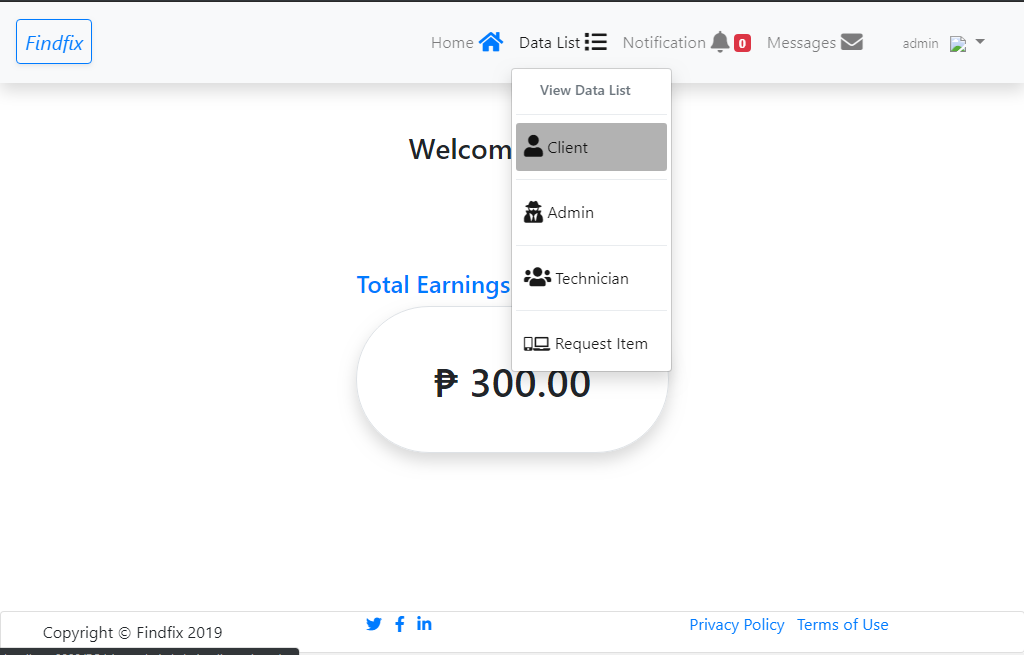 Findfix
Home Data List Notification 0 Messages admin
View Data List
Client
Admin
Technician
Request Item
Welcom
Total Earnings
₱ 300.00
Copyright © Findfix 2019
Privacy Policy Terms of Use